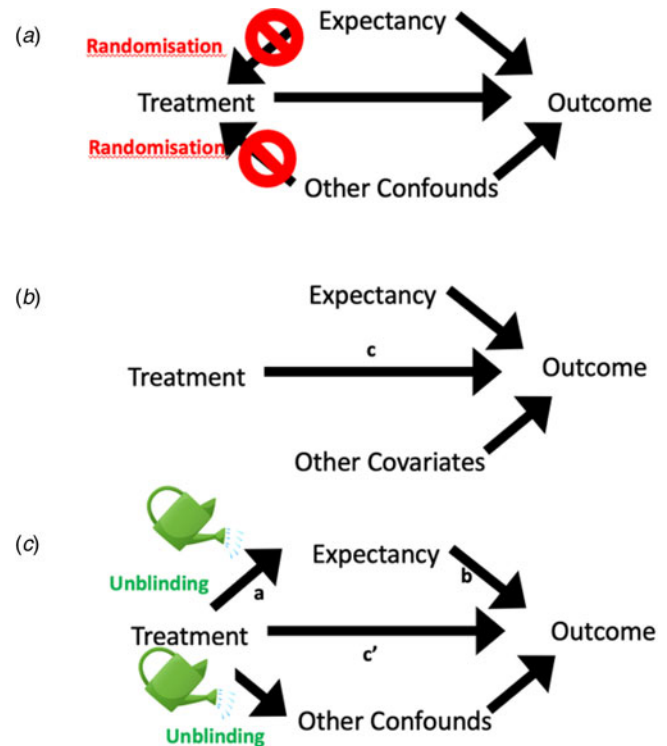 (a)
Expectancy
Randomisation
Treatment
Outcome
Randomisation
Other Confounds
(b)
Expectancy
c
Treatment
Outcome
Other Covariates
(c)
Expectancy
b
Unblinding
a
Treatment
Outcome
c'
Other Confounds
Unblinding